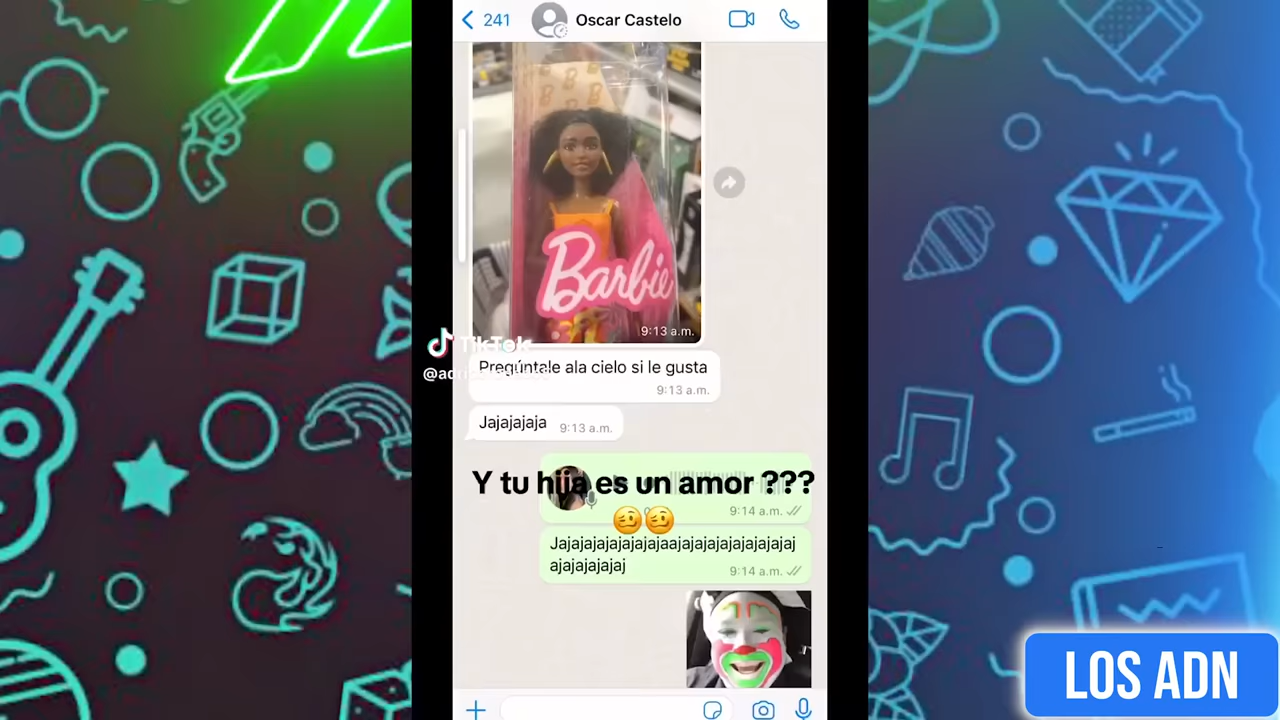 241
Oscar Castelo
Barbie
9:13 a.m.
TikTok
Pregúntale ala cielo si le gusta
9:13 a.m.
Jajajajaja
9:13 a.m.
Y tu hija es un amor ???
9:14 a.m.
Jajajajajajajajajaajajajajajajajajajaj
ajajajajajaj
9:14 a.m.
LOS ADN